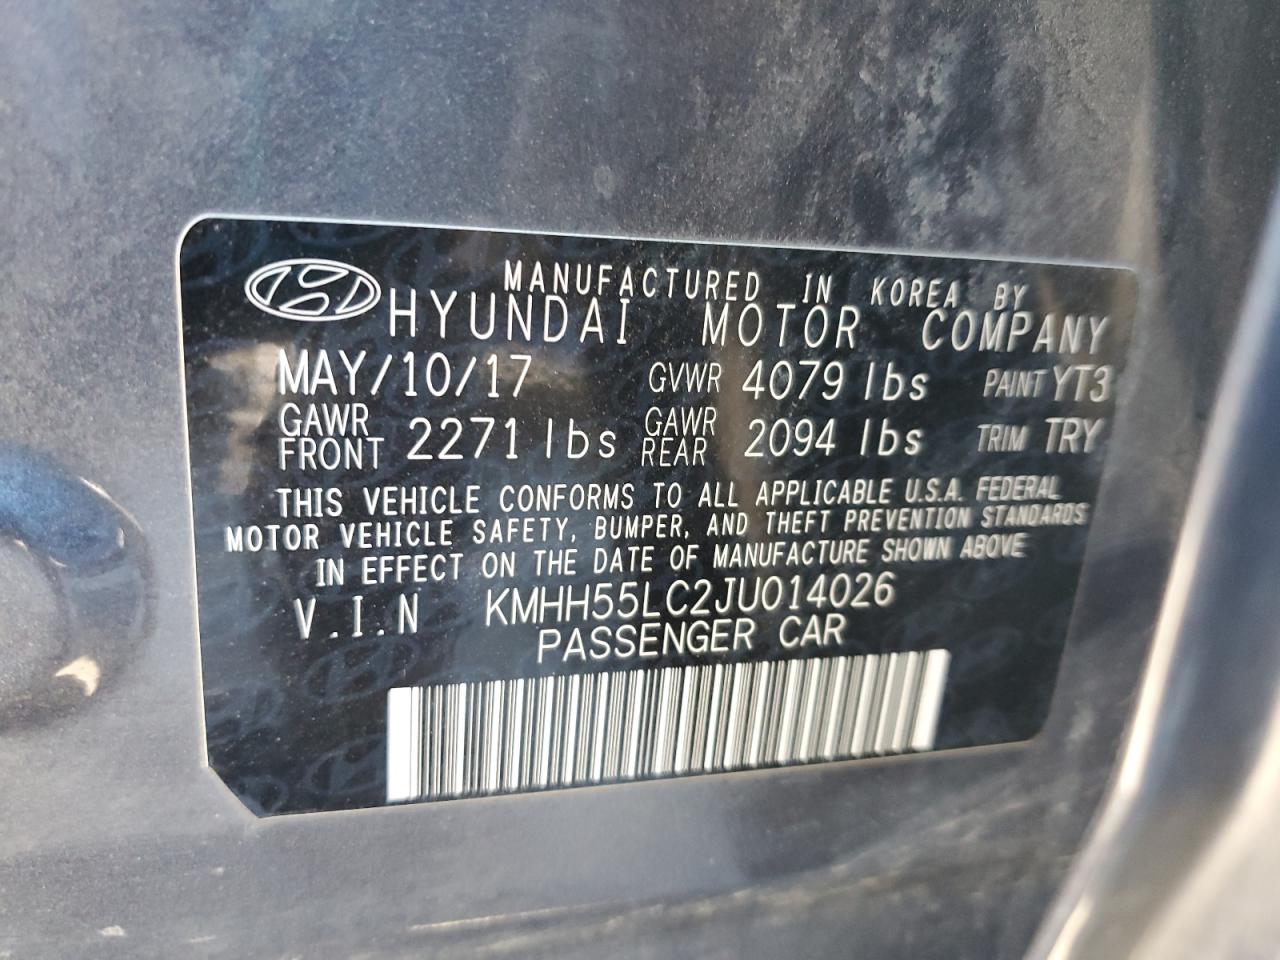 MANUFACTURED IN KOREA BY
HYUNDAI MOTOR COMPANY
MAY/10/17 GVWR 4079 lbs PAINT YT3
GAWR FRONT 2271 lbs GAWR REAR 2094 lbs TRIM TRY
THIS VEHICLE CONFORMS TO ALL APPLICABLE U.S.A. FEDERAL
MOTOR VEHICLE SAFETY, BUMPER, AND THEFT PREVENTION STANDARDS
IN EFFECT ON THE DATE OF MANUFACTURE SHOWN ABOVE
V.I.N KMHH55LC2JU014026
PASSENGER CAR